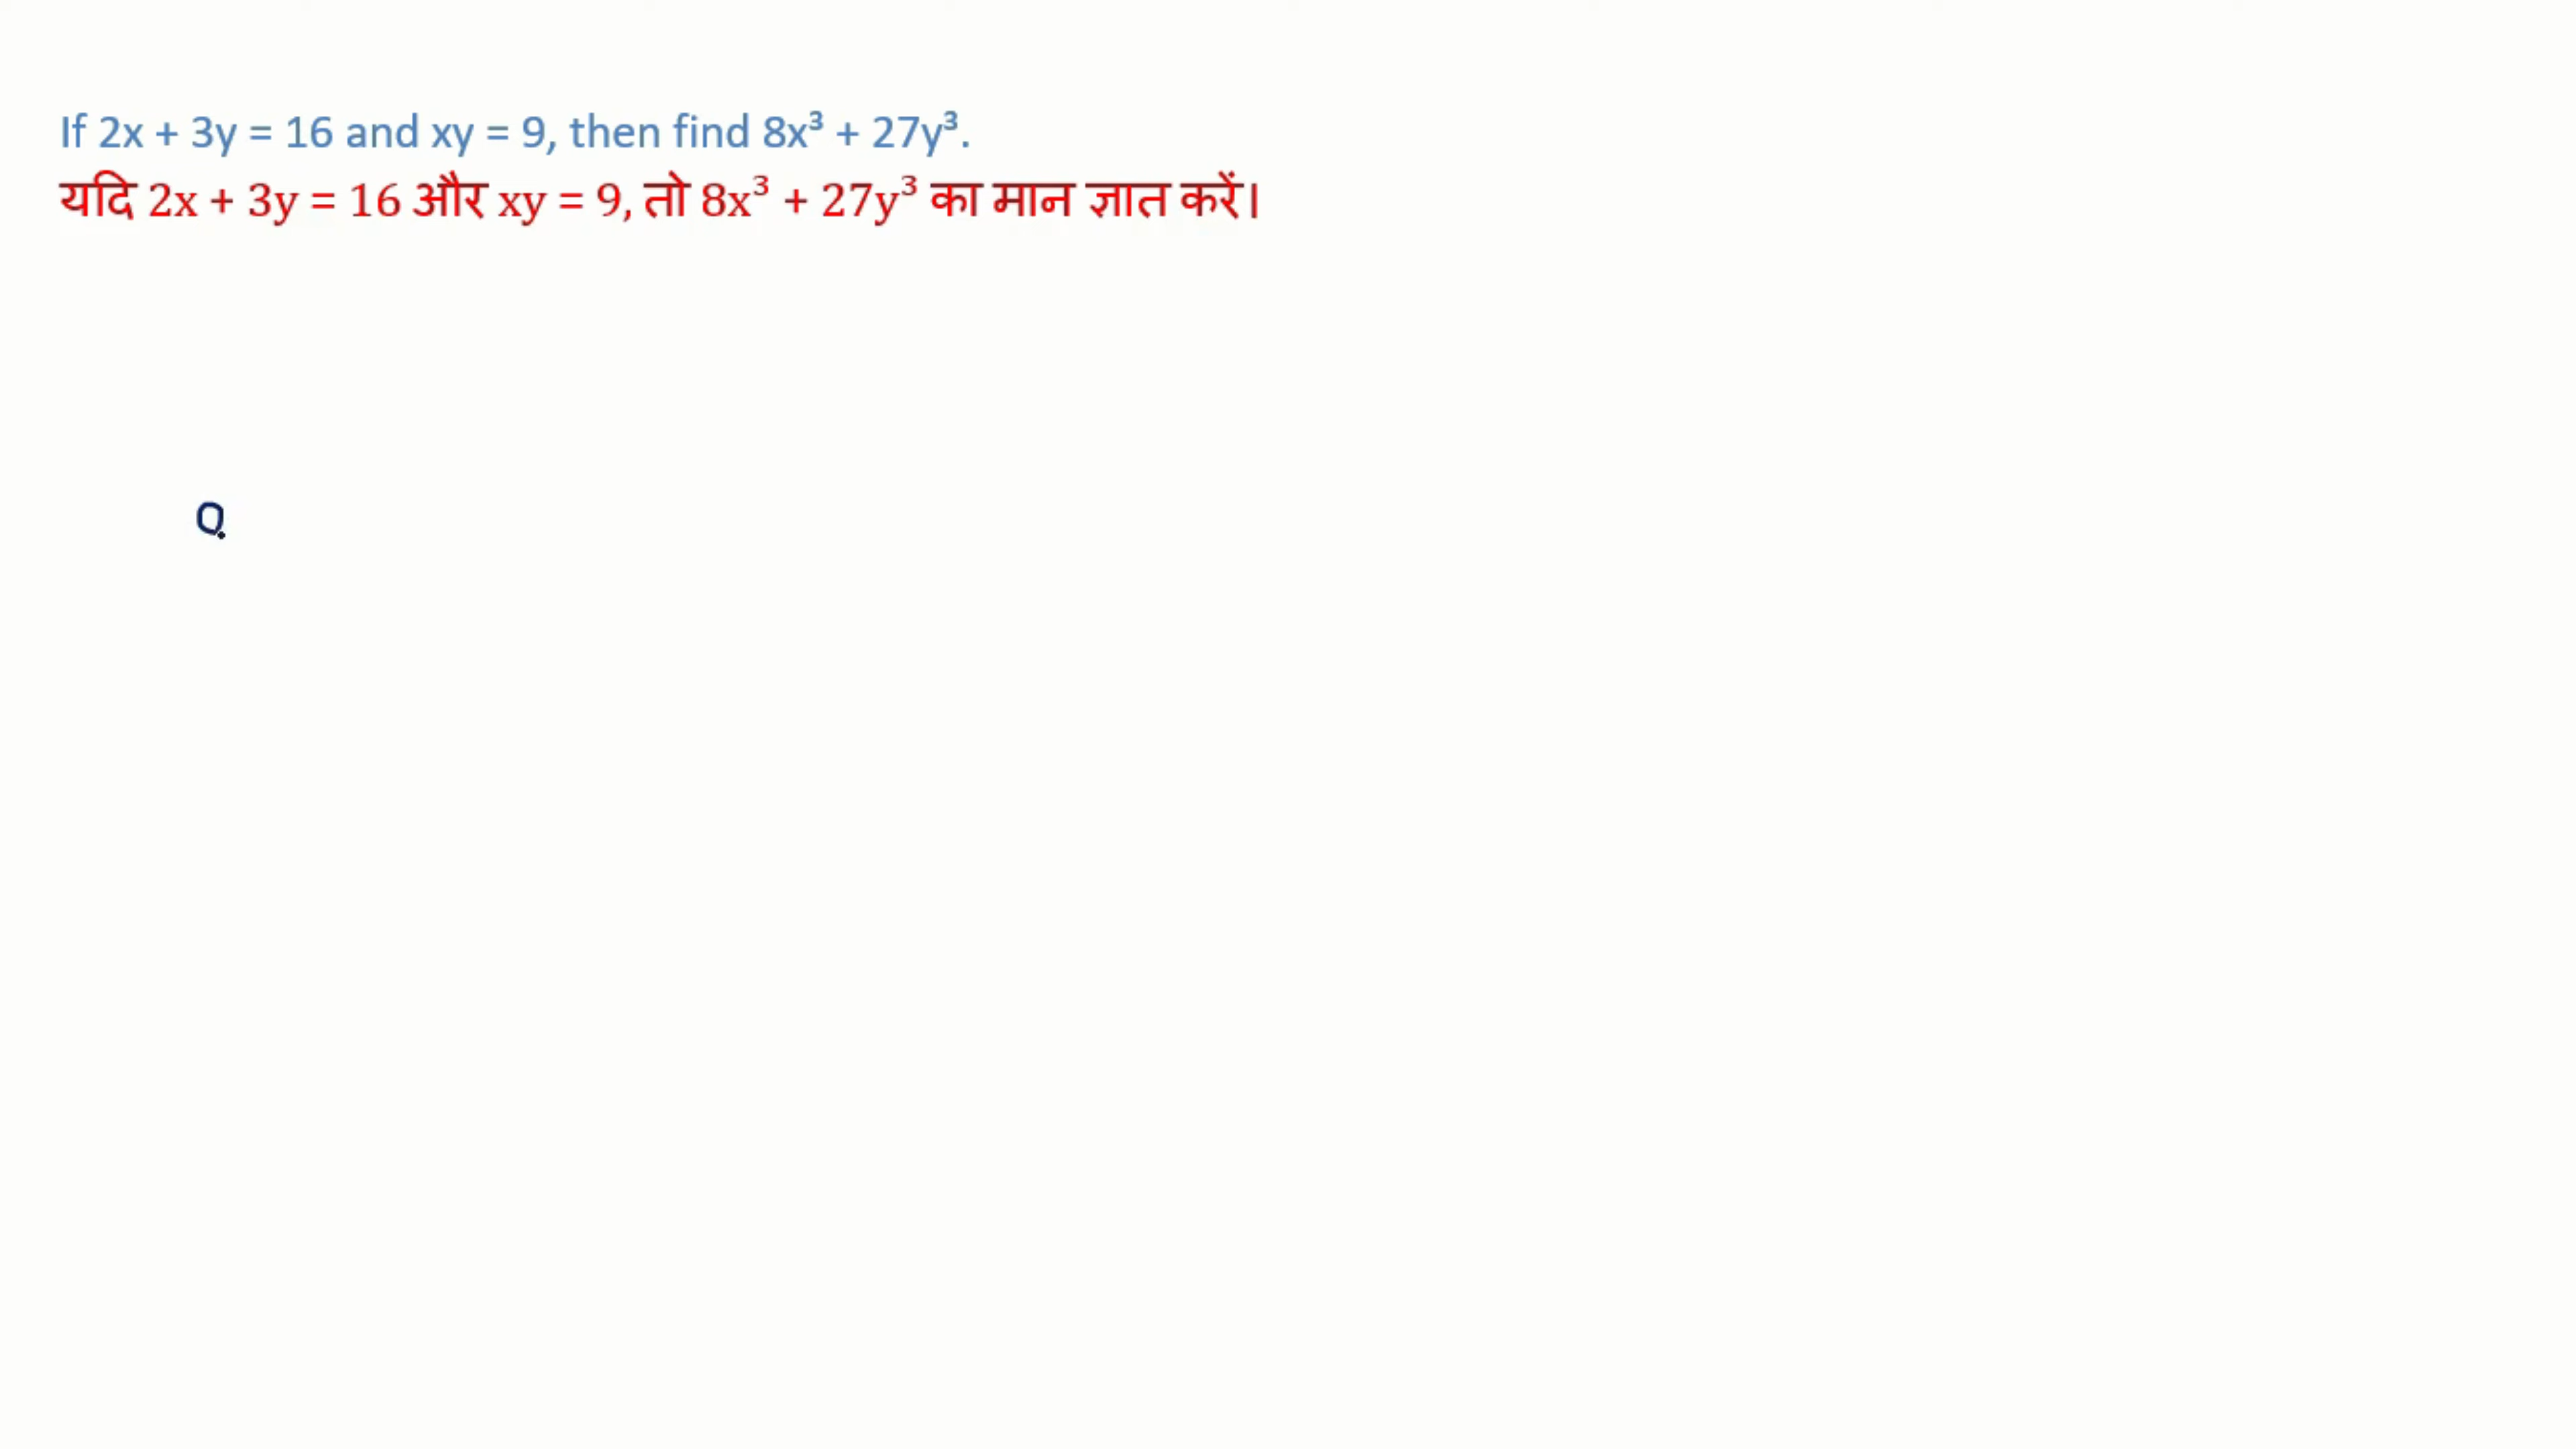 If 2x + 3y = 16 and xy = 9, then find 8x³ + 27y³.
यदि 2x + 3y = 16 और xy = 9, तो 8x³ + 27y³ का मान ज्ञात करें।
Q